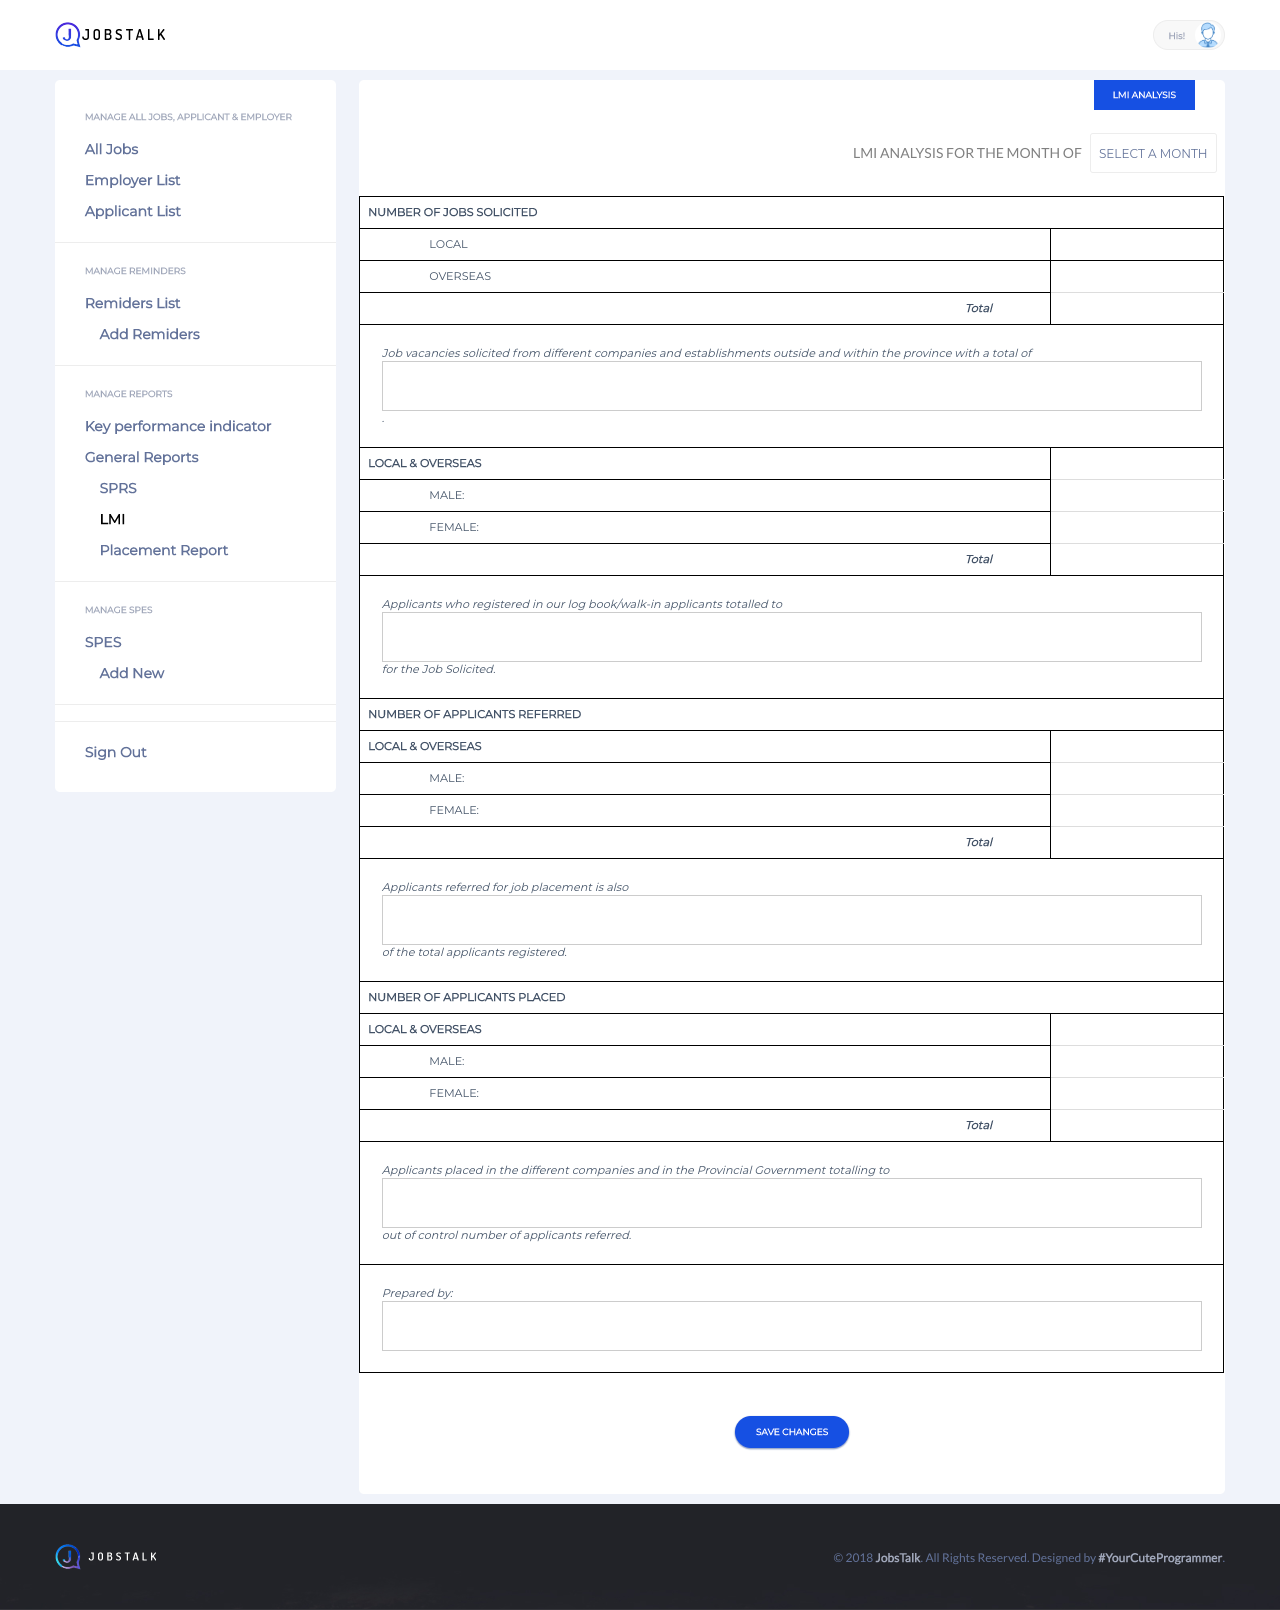 JOBSTALK
His!
MANAGE ALL JOBS, APPLICANT & EMPLOYER
All Jobs
Employer List
Applicant List
MANAGE REMINDERS
Remiders List
Add Remiders
MANAGE REPORTS
Key performance indicator
General Reports
SPRS
LMI
Placement Report
MANAGE SPES
SPES
Add New
Sign Out
LMI ANALYSIS
LMI ANALYSIS FOR THE MONTH OF SELECT A MONTH
NUMBER OF JOBS SOLICITED
LOCAL
OVERSEAS
Total
Job vacancies solicited from different companies and establishments outside and within the province with a total of
.
LOCAL & OVERSEAS
MALE:
FEMALE:
Total
Applicants who registered in our log book/walk-in applicants totalled to
for the Job Solicited.
NUMBER OF APPLICANTS REFERRED
LOCAL & OVERSEAS
MALE:
FEMALE:
Total
Applicants referred for job placement is also
of the total applicants registered.
NUMBER OF APPLICANTS PLACED
LOCAL & OVERSEAS
MALE:
FEMALE:
Total
Applicants placed in the different companies and in the Provincial Government totalling to
out of control number of applicants referred.
Prepared by:
SAVE CHANGES
JOBSTALK
© 2018 JobsTalk. All Rights Reserved. Designed by #YourCuteProgrammer.